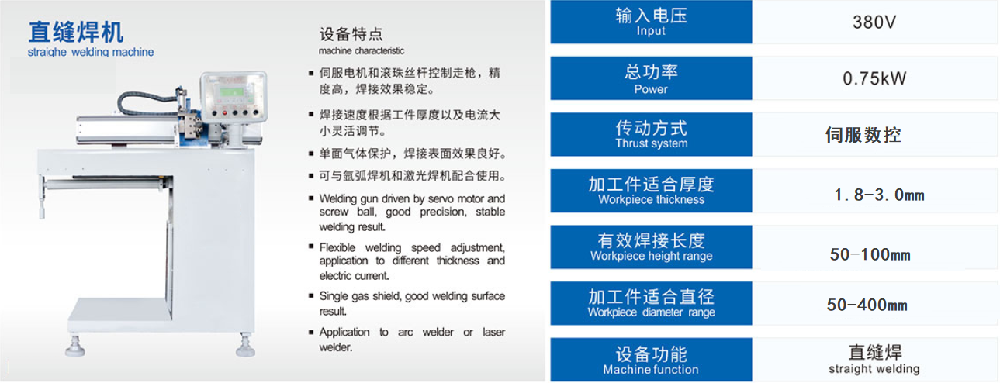 直缝焊机
straighe welding machine
设备特点
machine characteristic
▪ 伺服电机和滚珠丝杆控制走枪，精
度高，焊接效果稳定。
▪ 焊接速度根据工件厚度以及电流大
小灵活调节。
▪ 单面气体保护，焊接表面效果良好。
▪ 可与氩弧焊机和激光焊机配合使用。
▪ Welding gun driven by servo motor and
screw ball, good precision, stable
welding result.
▪ Flexible welding speed adjustment,
application to different thickness and
electric current.
▪ Single gas shield, good welding surface
result.
▪ Application to arc welder or laser
welder.
输入电压
Input
380V
总功率
Power
0.75kW
传动方式
Thrust system
伺服数控
加工件适合厚度
Workpiece thickness
1.8-3.0mm
有效焊接长度
Workpiece height range
50-100mm
加工件适合直径
Workpiece diameter range
50-400mm
设备功能
Machine function
直缝焊
straight welding